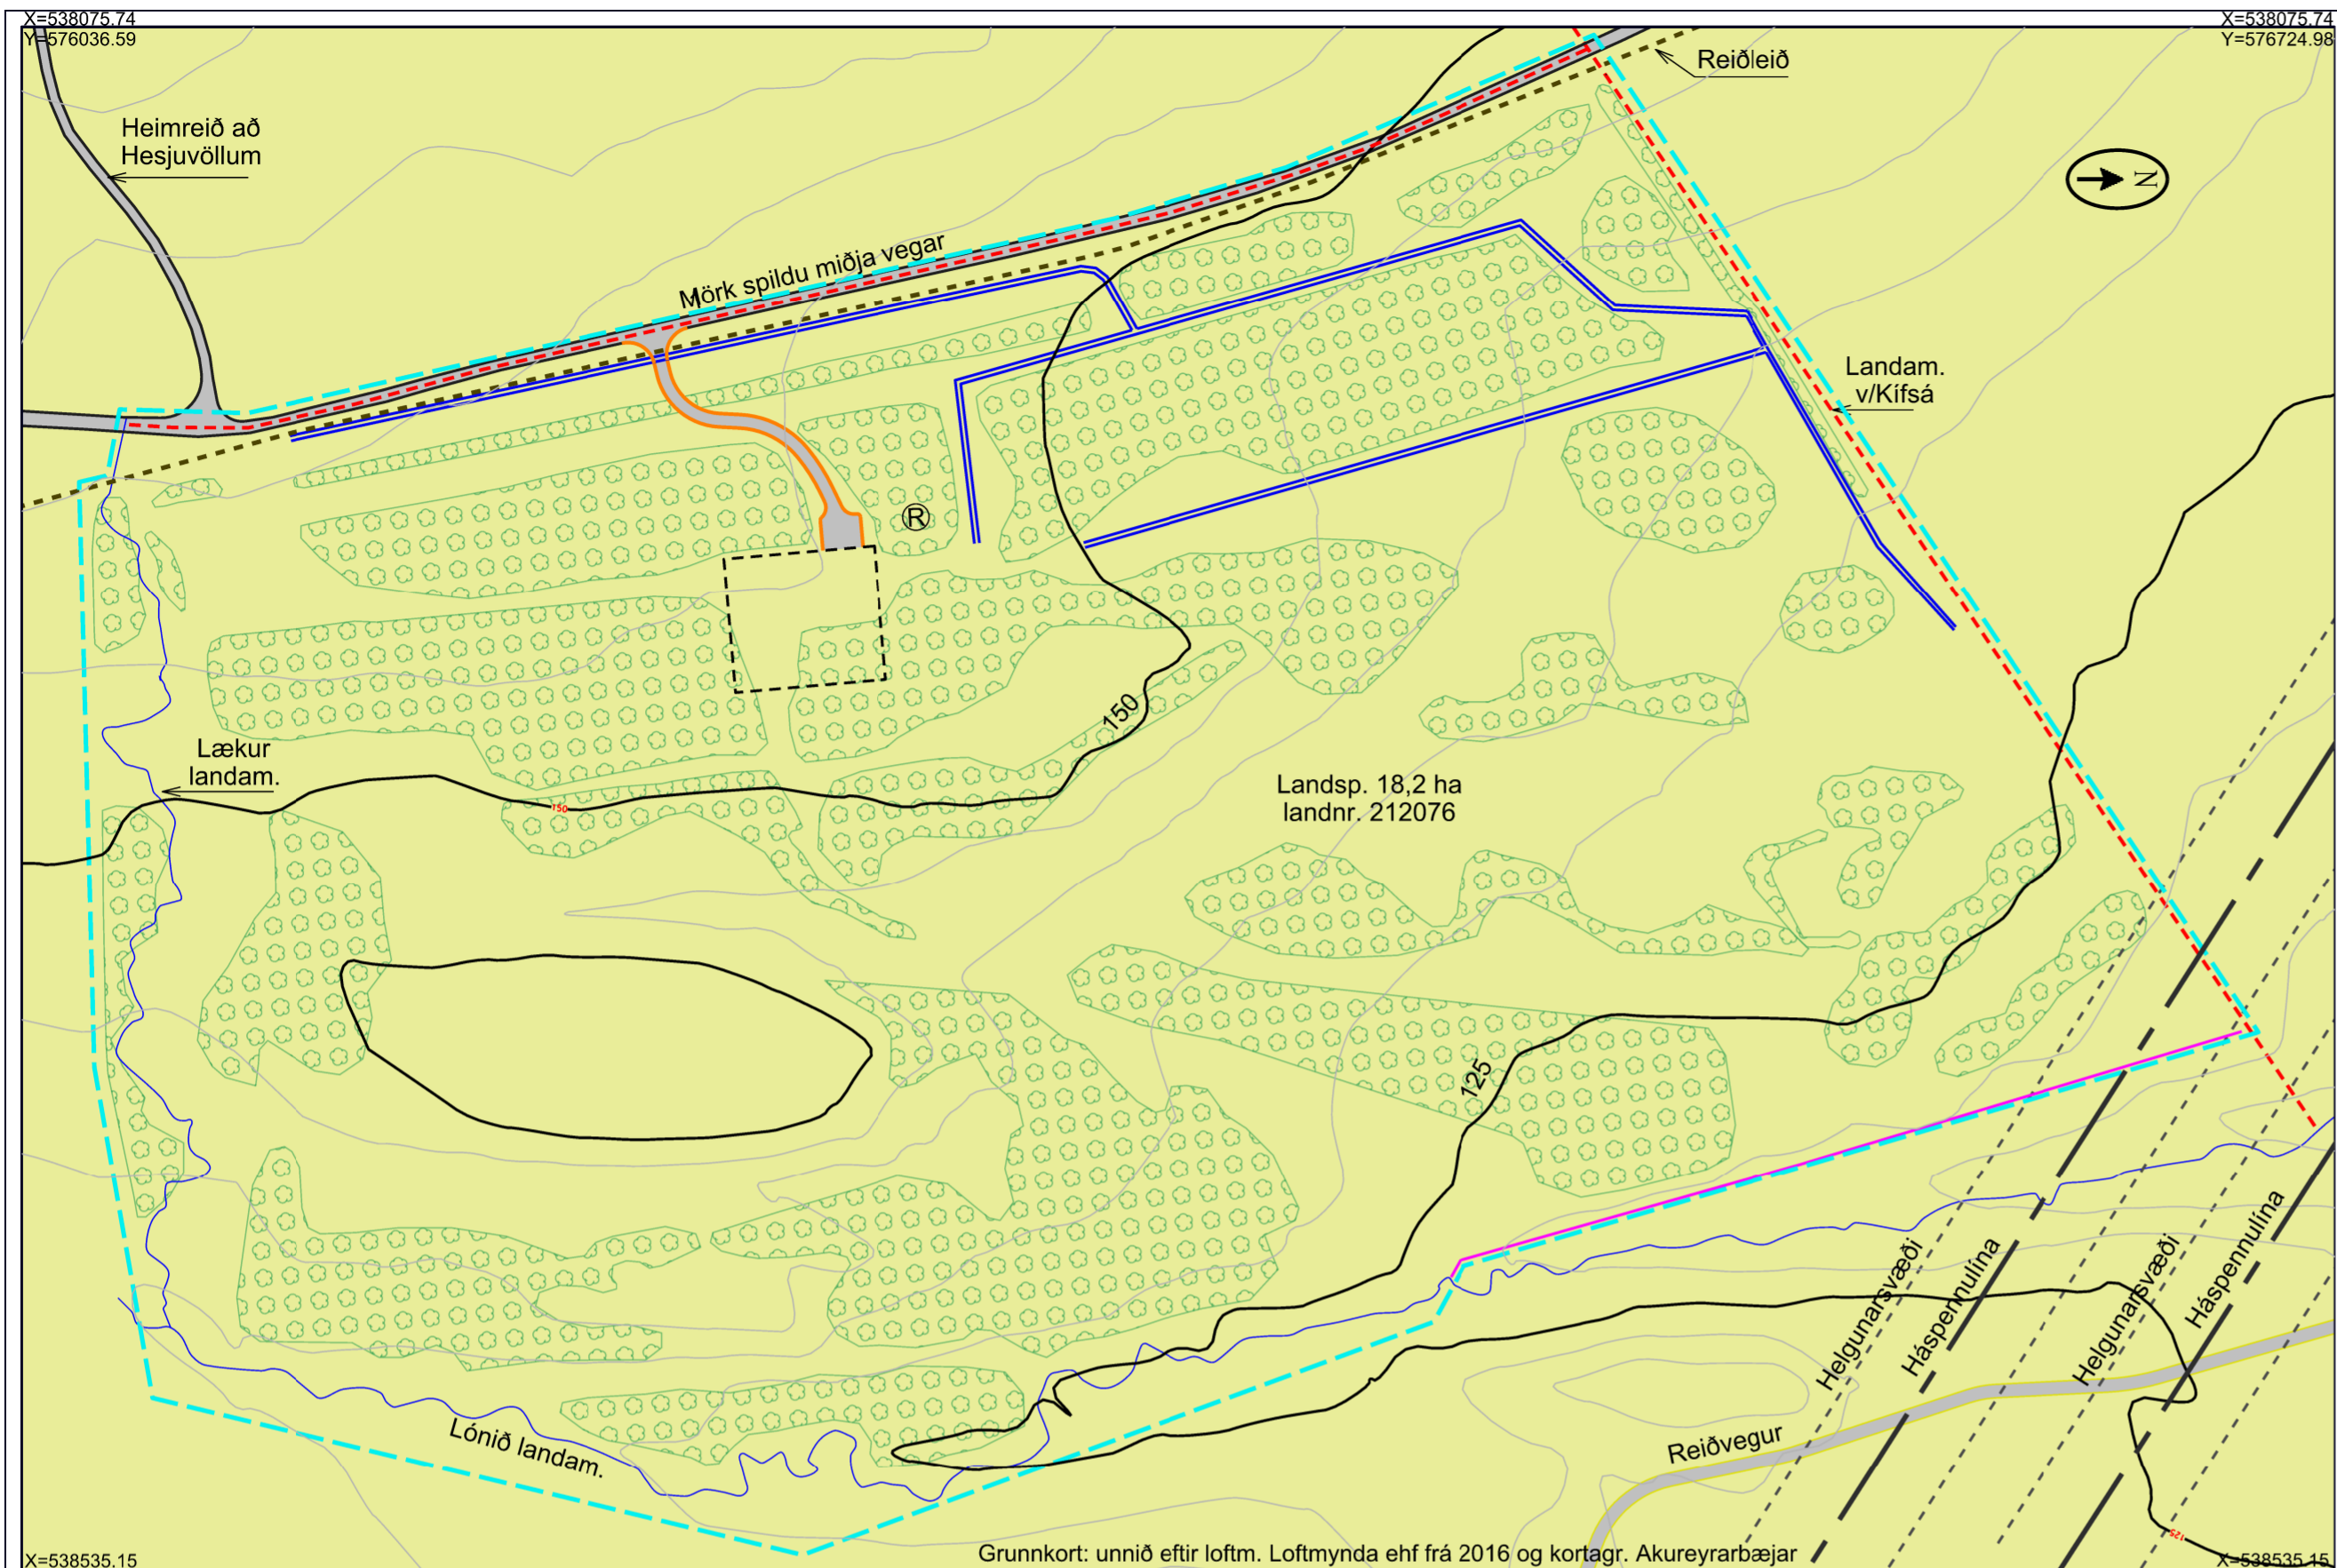 X=538075.74
Y=576036.59
X=538075.74
Y=576724.98
Reiðleið
Heimreið að
Hesjuvöllum
N
Mörk spildu miðja vegar
Landam.
v/Kífsá
R
150
Lækur
landam.
150
Landsp. 18,2 ha
landnr. 212076
125
Helgunarsvæði
Háspennulína
Helgunarsvæði
Háspennulína
Lónið landam.
Reiðvegur
125
Grunnkort: unnið eftir loftm. Loftmynda ehf frá 2016 og kortagr. Akureyrarbæjar
X=538535.15
X=538535.15